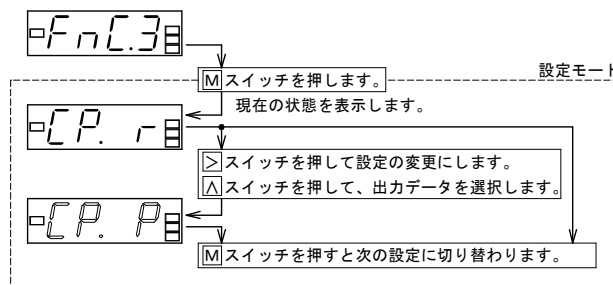 FnC.3
設定モード
Mスイッチを押します。
現在の状態を表示します。
CP. r
>スイッチを押して設定の変更にします。
∧スイッチを押して、出力データを選択します。
CP. P
Mスイッチを押すと次の設定に切り替わります。